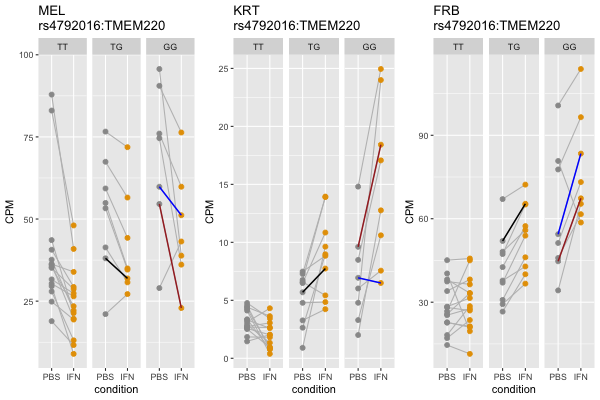 MEL
rs4792016:TMEM220
TT TG GG
100
75
50
25
CPM
PBS IFN PBS IFN PBS IFN
condition
KRT
rs4792016:TMEM220
TT TG GG
25
20
15
10
5
0
CPM
PBS IFN PBS IFN PBS IFN
condition
FRB
rs4792016:TMEM220
TT TG GG
90
60
30
CPM
PBS IFN PBS IFN PBS IFN
condition